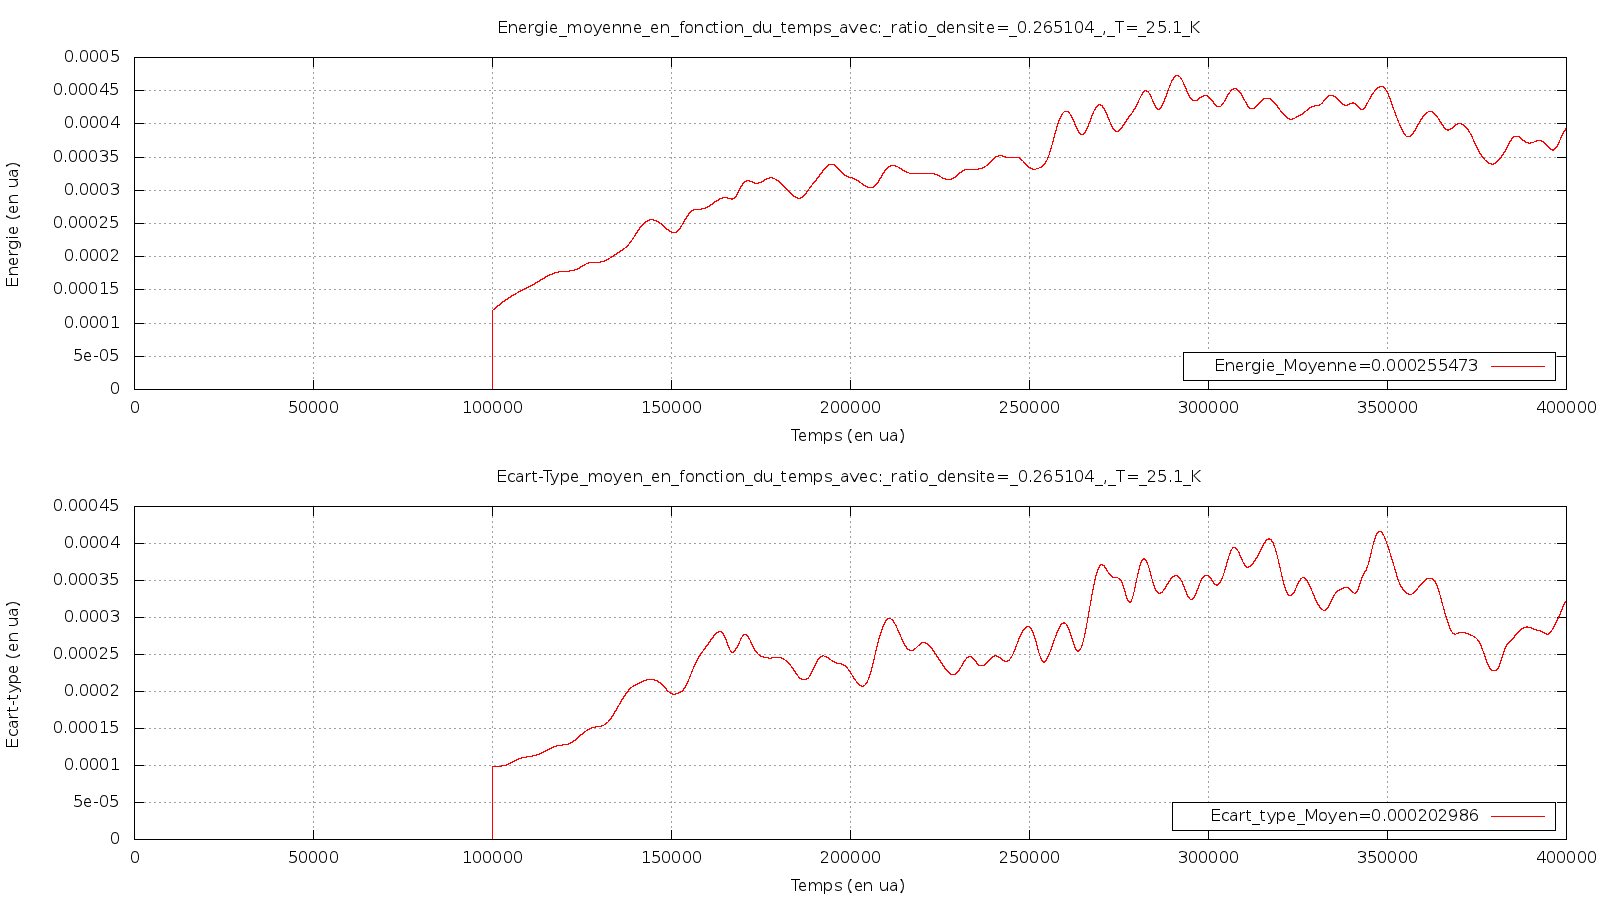 Energie_moyenne_en_fonction_du_temps_avec:_ratio_densite=_0.265104_,_T=_25.1_K
0.0005
0.00045
0.0004
0.00035
0.0003
0.00025
0.0002
0.00015
0.0001
5e-05
0
Energie (en ua)
Energie_Moyenne=0.000255473
0 50000 100000 150000 200000 250000 300000 350000 400000
Temps (en ua)
Ecart-Type_moyen_en_fonction_du_temps_avec:_ratio_densite=_0.265104_,_T=_25.1_K
0.00045
0.0004
0.00035
0.0003
0.00025
0.0002
0.00015
0.0001
5e-05
0
Ecart-type (en ua)
Ecart_type_Moyen=0.000202986
0 50000 100000 150000 200000 250000 300000 350000 400000
Temps (en ua)